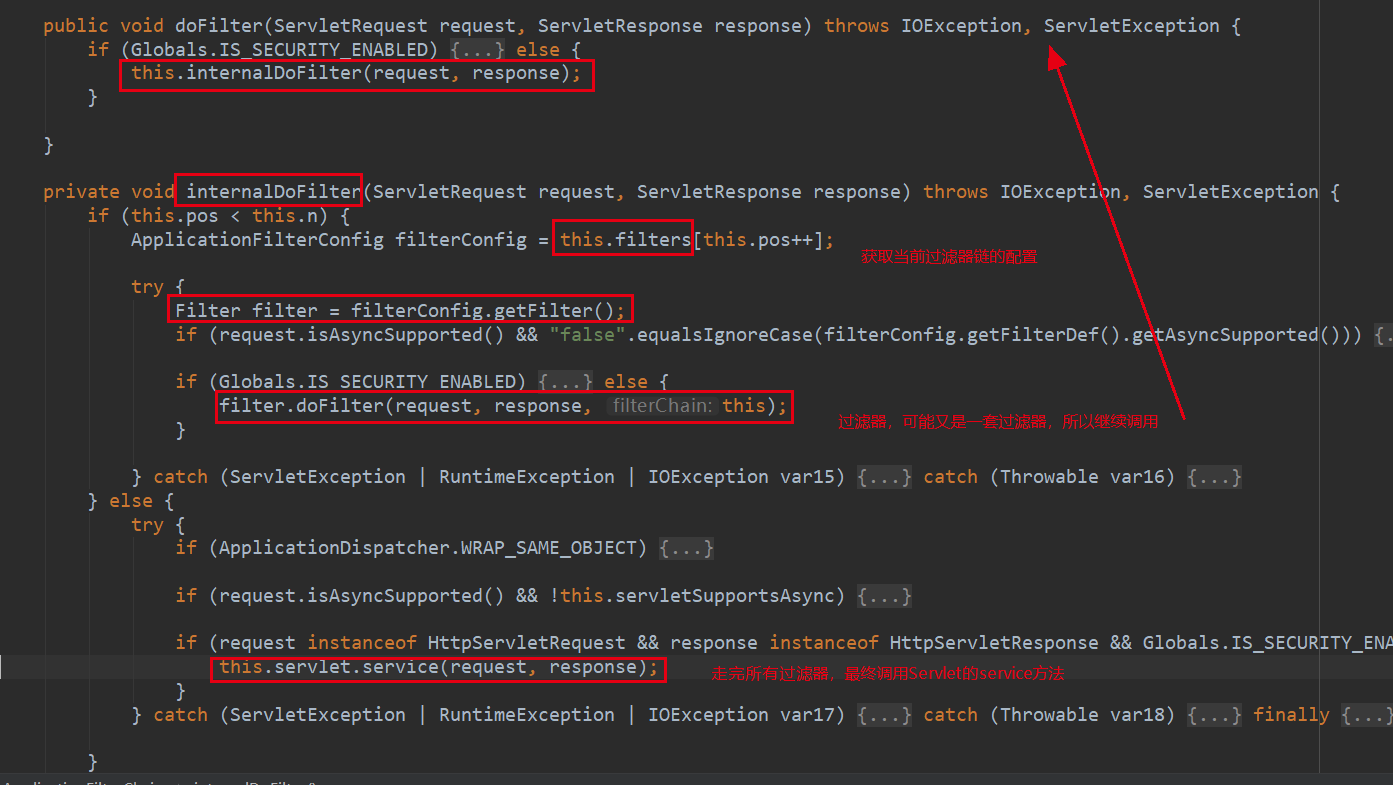 public void doFilter(ServletRequest request, ServletResponse response) throws IOException, ServletException {
if (Globals.IS_SECURITY_ENABLED) {...} else {
this.internalDoFilter(request, response);
}
}
private void internalDoFilter(ServletRequest request, ServletResponse response) throws IOException, ServletException {
if (this.pos < this.n) {
ApplicationFilterConfig filterConfig = this.filters[this.pos++];
获取当前过滤器链的配置
try {
Filter filter = filterConfig.getFilter();
if (request.isAsyncSupported() && "false".equalsIgnoreCase(filterConfig.getFilterDef().getAsyncSupported())) {..
if (Globals.IS_SECURITY_ENABLED) {...} else {
filter.doFilter(request, response, filterChain: this);
过滤器，可能又是一套过滤器，所以继续调用
}
} catch (ServletException | RuntimeException | IOException var15) {...} catch (Throwable var16) {...}
} else {
try {
if (ApplicationDispatcher.WRAP_SAME_OBJECT) {...}
if (request.isAsyncSupported() && !this.servletSupportsAsync) {...}
if (request instanceof HttpServletRequest && response instanceof HttpServletResponse && Globals.IS_SECURITY_ENA
this.servlet.service(request, response); 走完所有过滤器，最终调用Servlet的service方法
}
} catch (ServletException | RuntimeException | IOException var17) {...} catch (Throwable var18) {...} finally {...}
}